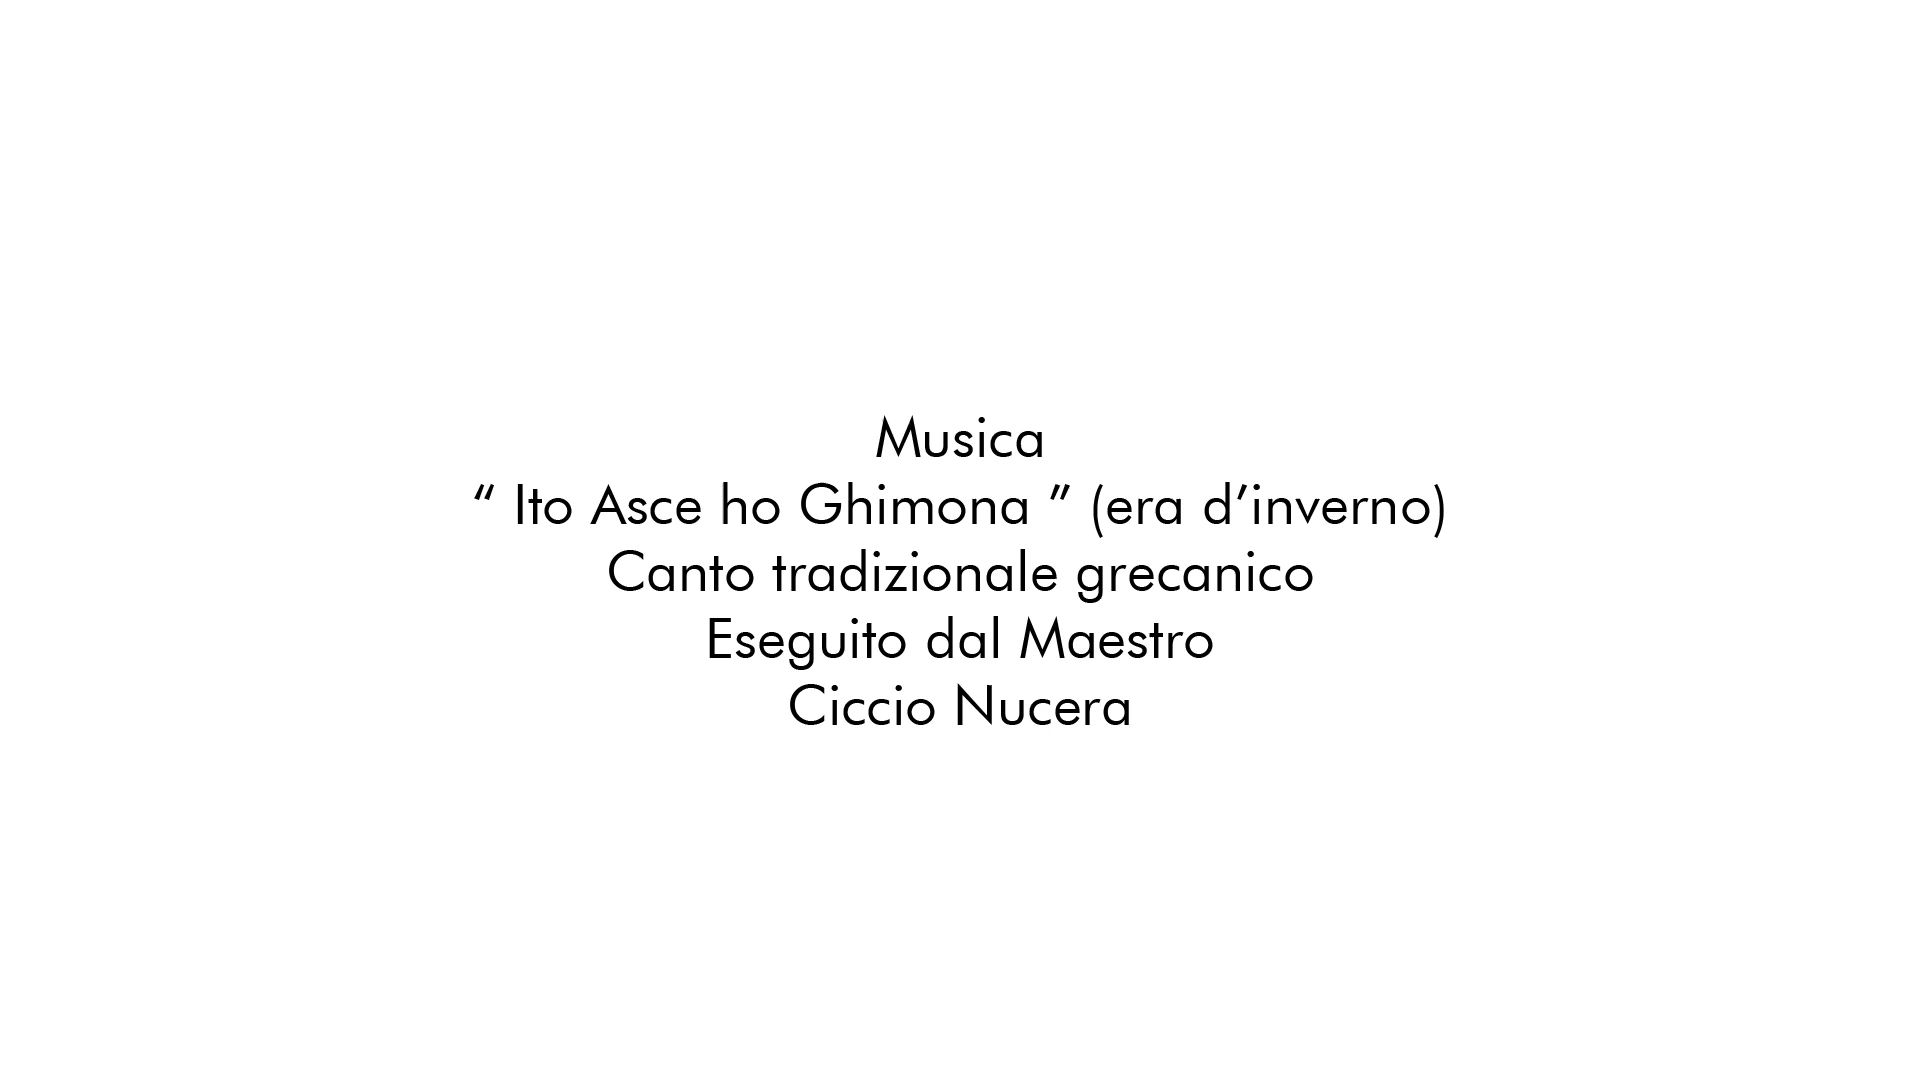 Musica
“ Ito Asce ho Ghimona ” (era d’inverno)
Canto tradizionale grecanico
Eseguito dal Maestro
Ciccio Nucera